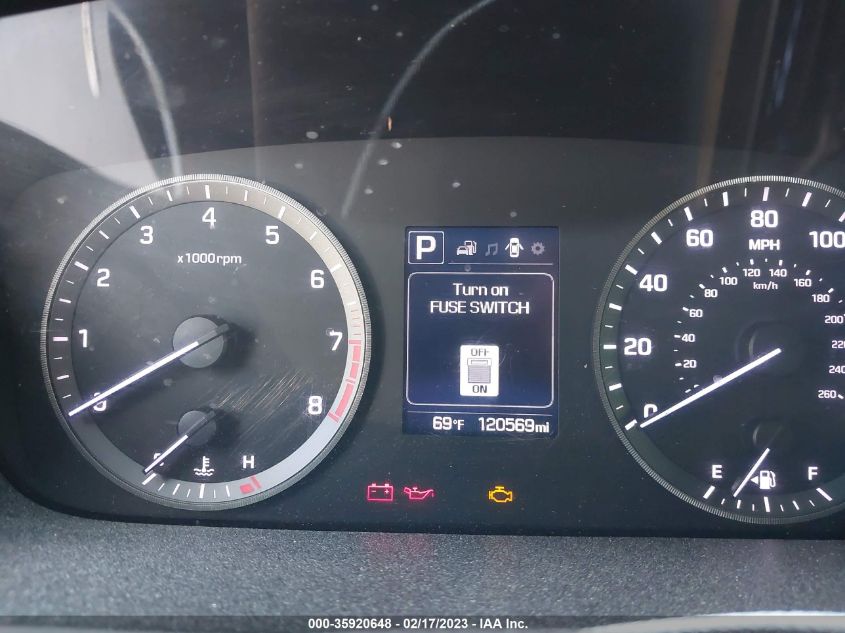 4
3 5
x1000rpm
2 6
1 7
0 8
H
P
Turn on
FUSE SWITCH
OFF
ON
69°F 120569mi
80
60 100
MPH
120 140
100 km/h 160
40 80 180
60 200
20 40 220
20 240
0 260
E F
000-35920648 - 02/17/2023 - IAA Inc.